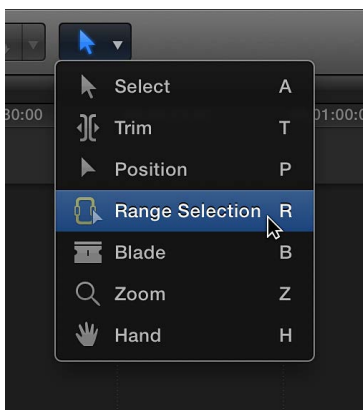 Select A
30:00 Trim T 01:00:0
Position P
Range Selection R
Blade B
Zoom Z
Hand H